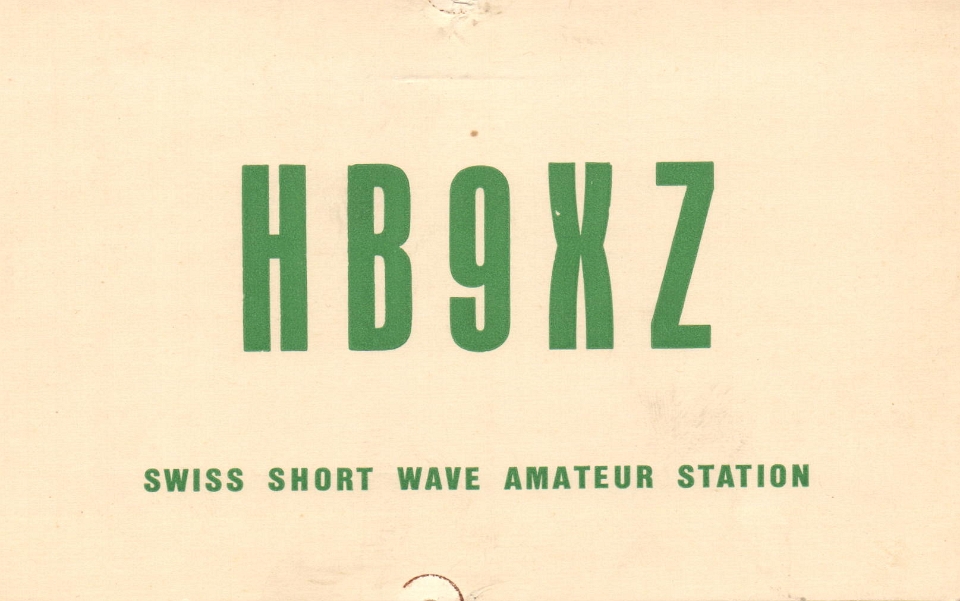 HB9XZ
SWISS SHORT WAVE AMATEUR STATION